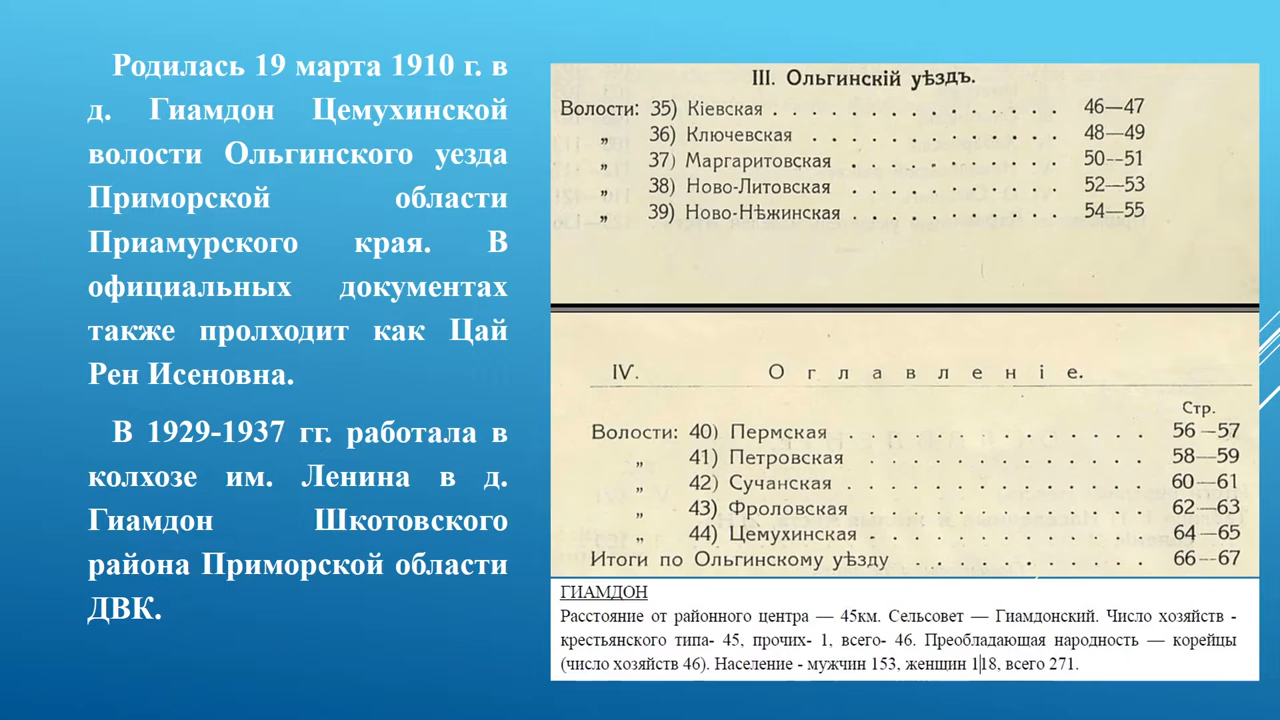 Родилась 19 марта 1910 г. в
д. Гиамдон Цемухинской
волости Ольгинского уезда
Приморской области
Приамурского края. В
официальных документах
также пролходит как Цай
Рен Исеновна.
В 1929-1937 гг. работала в
колхозе им. Ленина в д.
Гиамдон Шкотовского
района Приморской области
ДВК.
III. Ольгинскій уѣздъ.
Волости: 35) Кіевская . . . . . . . . . . . . 46—47
„ 36) Ключевская . . . . . . . . . . 48—49
„ 37) Маргаритовская . . . . . . . . . 50--51
„ 38) Ново-Литовская . . . . . . . . . 52—53
„ 39) Ново-Нѣжинская . . . . . . . . . 54—55
IV. Оглавленіе.
Стр.
Волости: 40) Пермская . . . . . . . . . . . . 56—57
„ 41) Петровская . . . . . . . . . . . 58—59
„ 42) Сучанская . . . . . . . . . . . . 60—61
„ 43) Фроловская . . . . . . . . . . . 62—63
„ 44) Цемухинская . . . . . . . . . . . 64—65
Итоги по Ольгинскому уѣзду . . . . . . . . . . 66—67
ГИАМДОН
Расстояние от районного центра — 45км. Сельсовет — Гиамдонский. Число хозяйств -
крестьянского типа- 45, прочих- 1, всего- 46. Преобладающая народность — корейцы
(число хозяйств 46). Население - мужчин 153, женщин 118, всего 271.